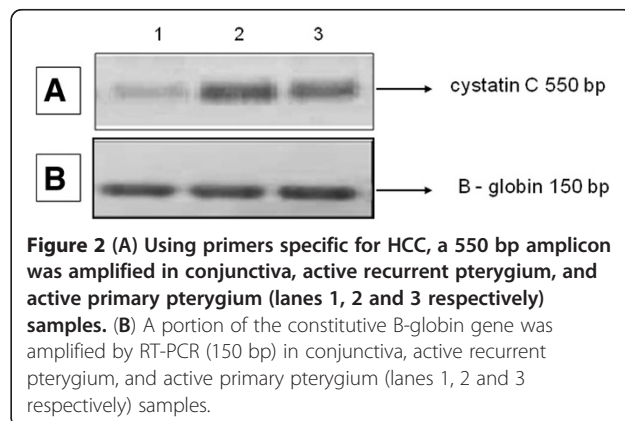 1 2 3
A cystatin C 550 bp
B B - globin 150 bp
Figure 2 (A) Using primers specific for HCC, a 550 bp amplicon
was amplified in conjunctiva, active recurrent pterygium, and
active primary pterygium (lanes 1, 2 and 3 respectively)
samples. (B) A portion of the constitutive B-globin gene was
amplified by RT-PCR (150 bp) in conjunctiva, active recurrent
pterygium, and active primary pterygium (lanes 1, 2 and 3
respectively) samples.